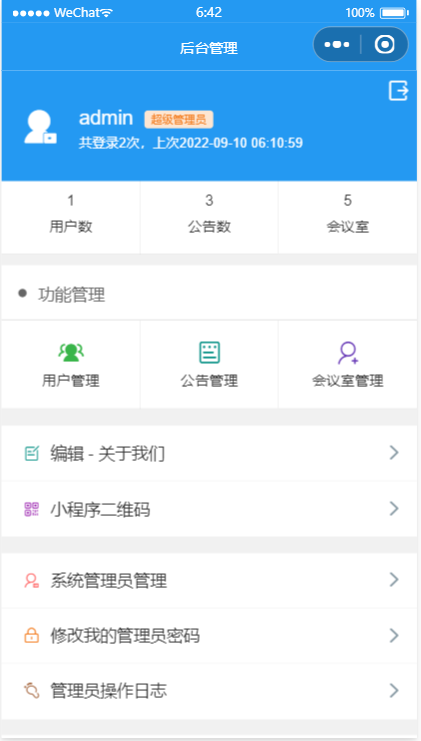 WeChat 6:42 100%
后台管理
admin 超级管理员
共登录2次，上次2022-09-10 06:10:59
1 3 5
用户数 公告数 会议室
功能管理
用户管理 公告管理 会议室管理
编辑 - 关于我们
小程序二维码
系统管理员管理
修改我的管理员密码
管理员操作日志